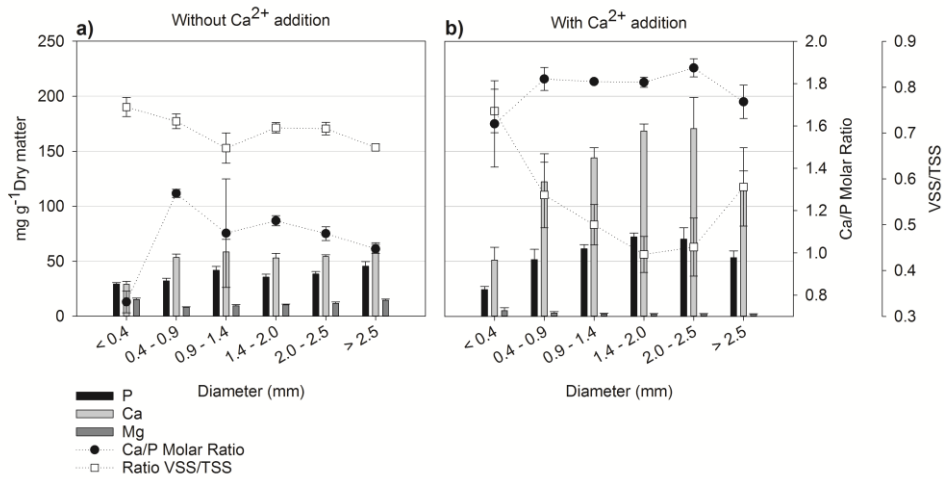 Without Ca²⁺ addition
With Ca²⁺ addition
a)
b)
250
200
150
100
50
0
mg g⁻¹Dry matter
< 0.4
0.4 - 0.9
0.9 - 1.4
1.4 - 2.0
2.0 - 2.5
> 2.5
Diameter (mm)
< 0.4
0.4 - 0.9
0.9 - 1.4
1.4 - 2.0
2.0 - 2.5
> 2.5
Diameter (mm)
2.0
1.8
1.6
1.4
1.2
1.0
0.8
Ca/P Molar Ratio
0.9
0.8
0.7
0.6
0.5
0.4
0.3
VSS/TSS
P
Ca
Mg
Ca/P Molar Ratio
Ratio VSS/TSS